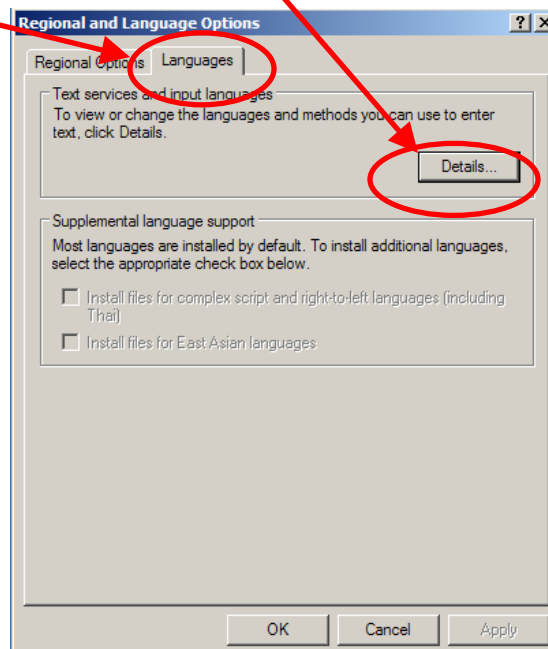 Regional and Language Options
Regional Options Languages
Text services and input languages
To view or change the languages and methods you can use to enter
text, click Details.
Details...
Supplemental language support
Most languages are installed by default. To install additional languages,
select the appropriate check box below.
Install files for complex script and right-to-left languages (including
Thai)
Install files for East Asian languages
OK Cancel Apply